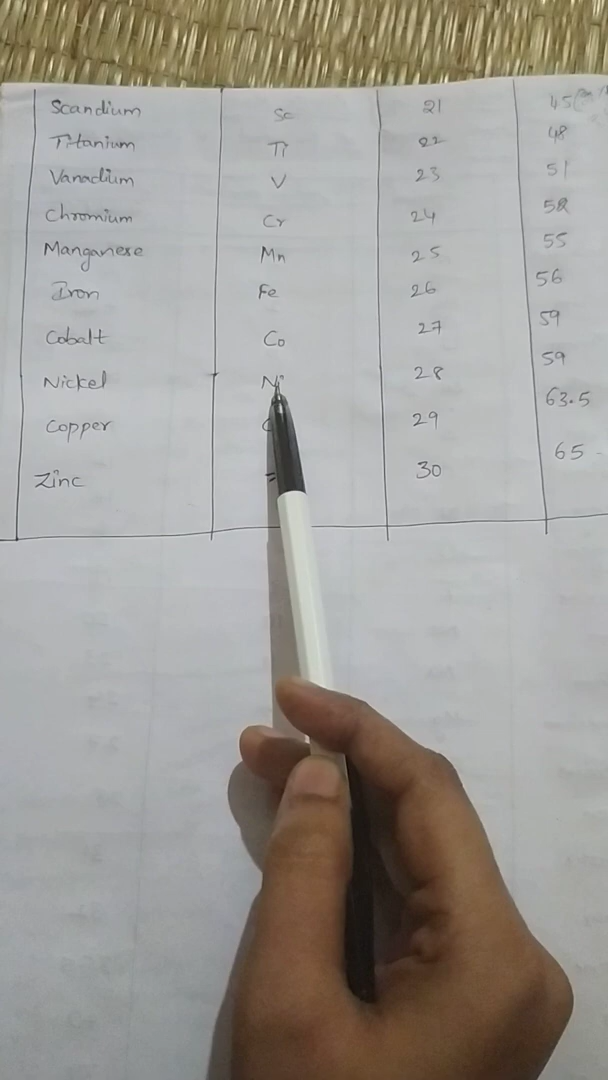 Scandium Sc 21 45
Titanium Ti 22 48
Vanadium V 23 51
Chromium Cr 24 52
Manganese Mn 25 55
Iron Fe 26 56
Cobalt Co 27 59
Nickel Ni 28 59
Copper 29 63.5
Zinc 30 65